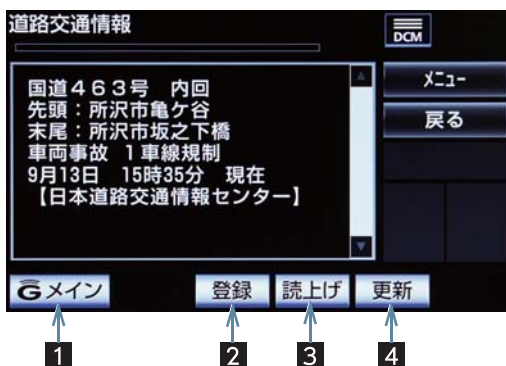 道路交通情報
DCM
国道463号 内回
先頭：所沢市亀ケ谷
末尾：所沢市坂之下橋
車両事故 1車線規制
9月13日 15時35分 現在
【日本道路交通情報センター】
メニュー
戻る
Gメイン
登録
読上げ
更新
1
2
3
4